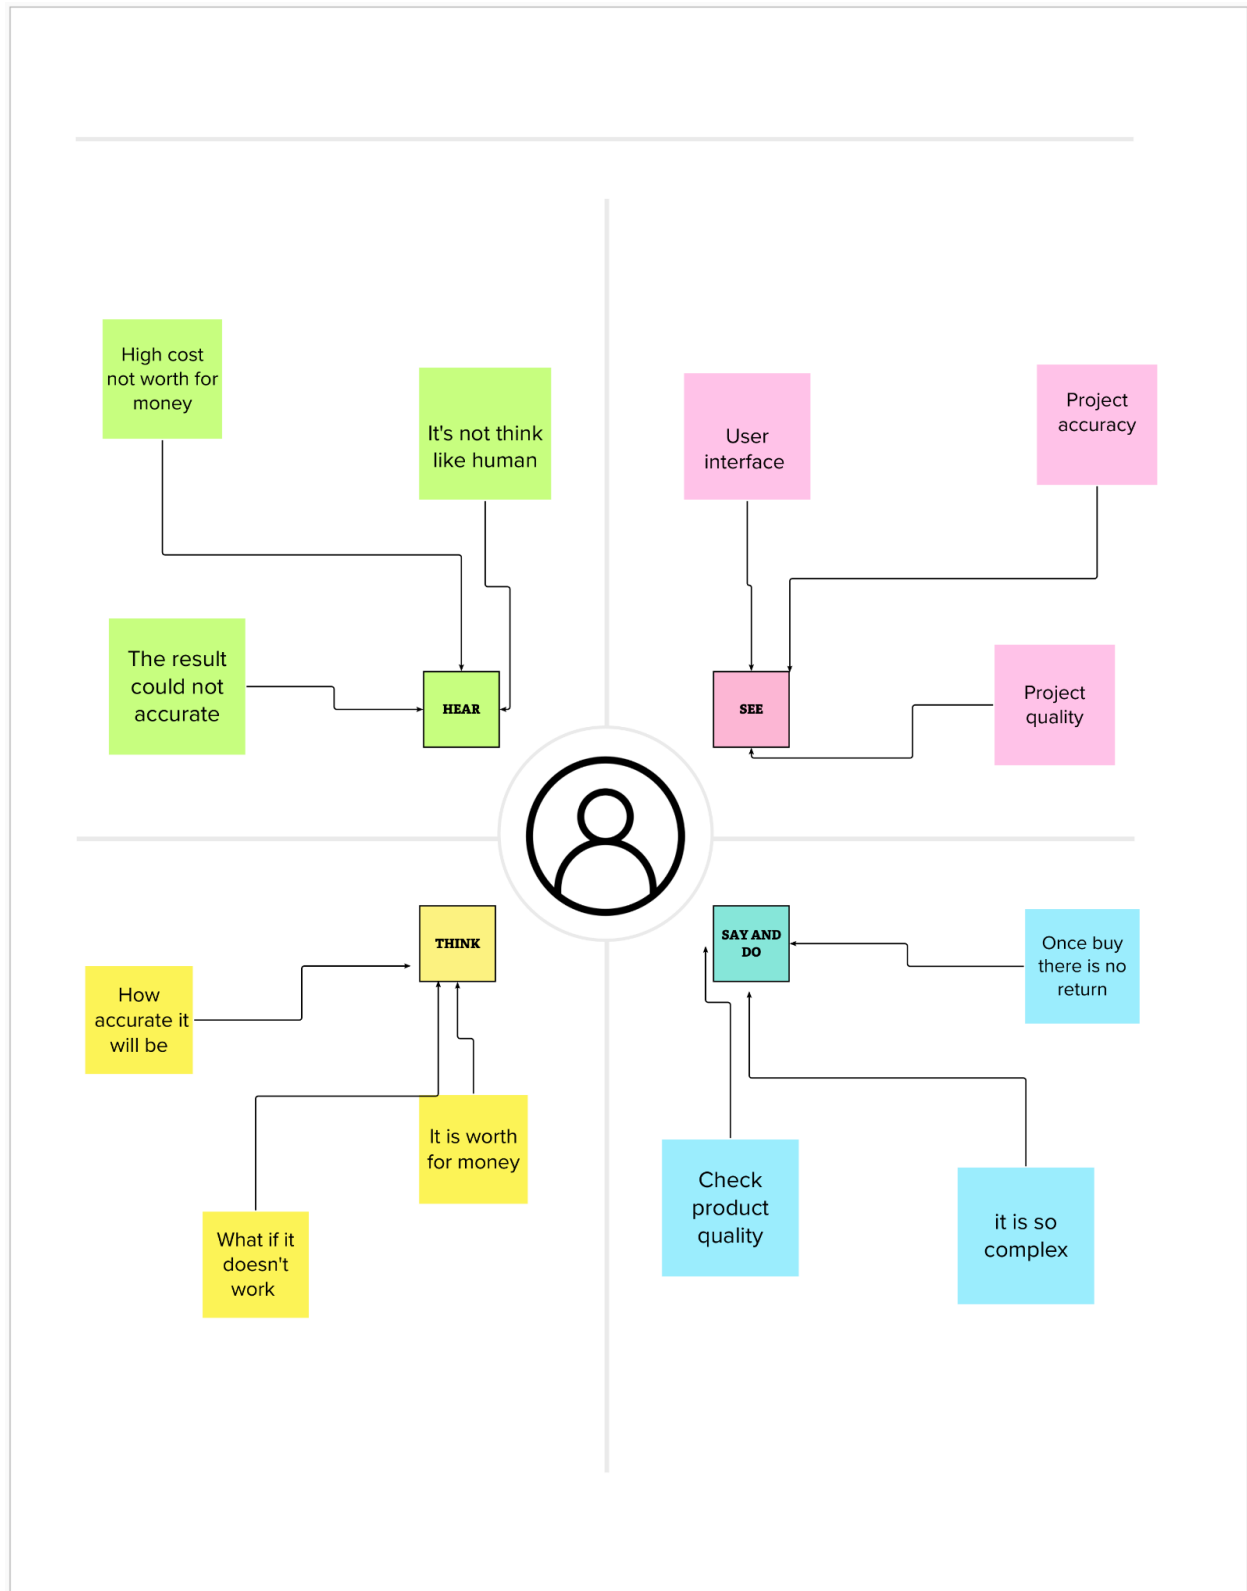 High cost
not worth for
money
It's not think
like human
The result
could not
accurate
HEAR
User
interface
Project
accuracy
SEE
Project
quality
THINK
How
accurate it
will be
It is worth
for money
What if it
doesn't
work
SAY AND
DO
Once buy
there is no
return
Check
product
quality
it is so
complex